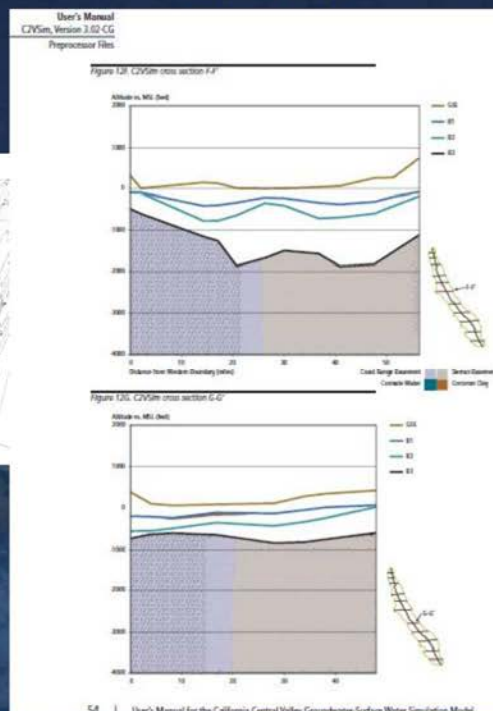 User's Manual
C2VSim, Version 3.02-CG
Preprocessor Files
Figure 12F. C2VSim cross section F-F'
Altitude vs. MSL (feet)
2000
1000
0
-1000
-2000
-3000
-4000
0 10 20 30 40 50
Distance from Western Boundary (miles)
GSE
B1
B2
B3
F-F'
Coast Range Basement
Sierran Basement
Connate Water
Corcoran Clay
Figure 12G. C2VSim cross section G-G'
Altitude vs. MSL (feet)
2000
1000
0
-1000
-2000
-3000
-4000
0 10 20 30 40
GSE
B1
B2
B3
G-G'
54 | User's Manual for the California Central Valley Groundwater-Surface Water Simulation Model